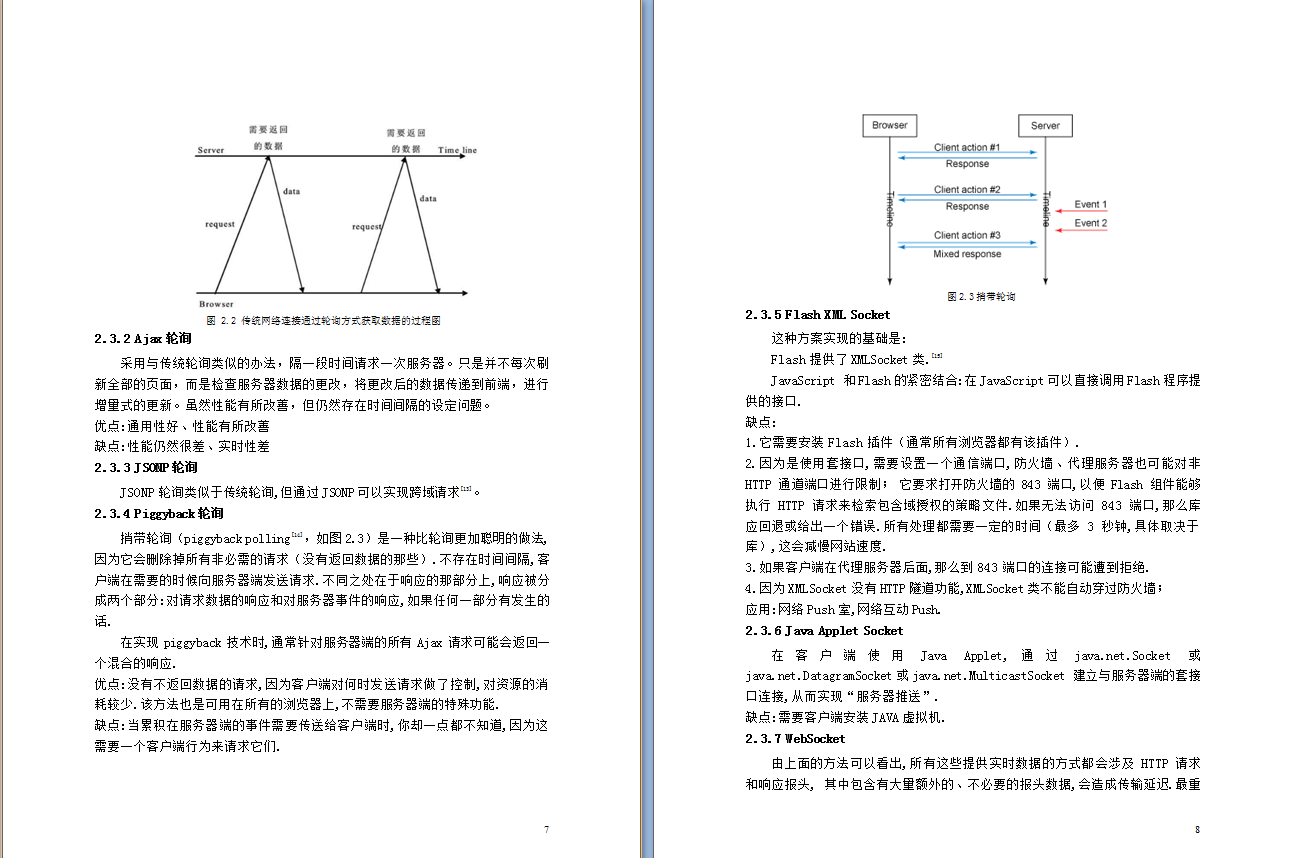 需要返回
的数据
需要返回
的数据
Server
Time line
data
data
request
request
Browser
图 2.2 传统网络连接通过轮询方式获取数据的过程图
2.3.2 Ajax 轮询
采用与传统轮询类似的办法，隔一段时间请求一次服务器。只是并不每次刷
新全部的页面，而是检查服务器数据的更改，将更改后的数据传递到前端，进行
增量式的更新。虽然性能有所改善，但仍然存在时间间隔的设定问题。
优点:通用性好、性能有所改善
缺点:性能仍然很差、实时性差
2.3.3 JSONP 轮询
JSONP 轮询类似于传统轮询,但通过 JSONP 可以实现跨域请求[13]。
2.3.4 Piggyback 轮询
捎带轮询（piggyback polling[14]，如图2.3）是一种比轮询更加聪明的做法,
因为它会删除掉所有非必需的请求（没有返回数据的那些）.不存在时间间隔,客
户端在需要的时候向服务器端发送请求.不同之处在于响应的那部分上,响应被分
成两个部分:对请求数据的响应和对服务器事件的响应,如果任何一部分有发生的
话.
在实现 piggyback 技术时,通常针对服务器端的所有 Ajax 请求可能会返回一
个混合的响应.
优点:没有不返回数据的请求,因为客户端对何时发送请求做了控制,对资源的消
耗较少.该方法也是可用在所有的浏览器上,不需要服务器端的特殊功能.
缺点:当累积在服务器端的事件需要传送给客户端时,你却一点都不知道,因为这
需要一个客户端行为来请求它们.
7
Browser
Server
Client action #1
Response
Client action #2
Response
Timeline
Timeline
Event 1
Event 2
Client action #3
Mixed response
图2.3捎带轮询
2.3.5 Flash XML Socket
这种方案实现的基础是:
Flash 提供了 XMLSocket 类.[15]
JavaScript 和 Flash 的紧密结合:在 JavaScript 可以直接调用 Flash 程序提
供的接口.
缺点:
1.它需要安装 Flash 插件（通常所有浏览器都有该插件）.
2.因为是使用套接口,需要设置一个通信端口,防火墙、代理服务器也可能对非
HTTP 通道端口进行限制； 它要求打开防火墙的 843 端口,以便 Flash 组件能够
执行 HTTP 请求来检索包含域授权的策略文件.如果无法访问 843 端口,那么库
应回退或给出一个错误.所有处理都需要一定的时间（最多 3 秒钟,具体取决于
库）,这会减慢网站速度.
3.如果客户端在代理服务器后面,那么到 843 端口的连接可能遭到拒绝.
4.因为 XMLSocket 没有 HTTP 隧道功能,XMLSocket 类不能自动穿过防火墙；
应用:网络 Push 室,网络互动 Push.
2.3.6 Java Applet Socket
在客户端使用 Java Applet,通过 java.net.Socket 或
java.net.DatagramSocket 或 java.net.MulticastSocket 建立与服务器端的套接
口连接,从而实现“服务器推送”.
缺点:需要客户端安装 JAVA 虚拟机.
2.3.7 WebSocket
由上面的方法可以看出,所有这些提供实时数据的方式都会涉及 HTTP 请求
和响应报头, 其中包含有大量额外的、不必要的报头数据,会造成传输延迟.最重
8